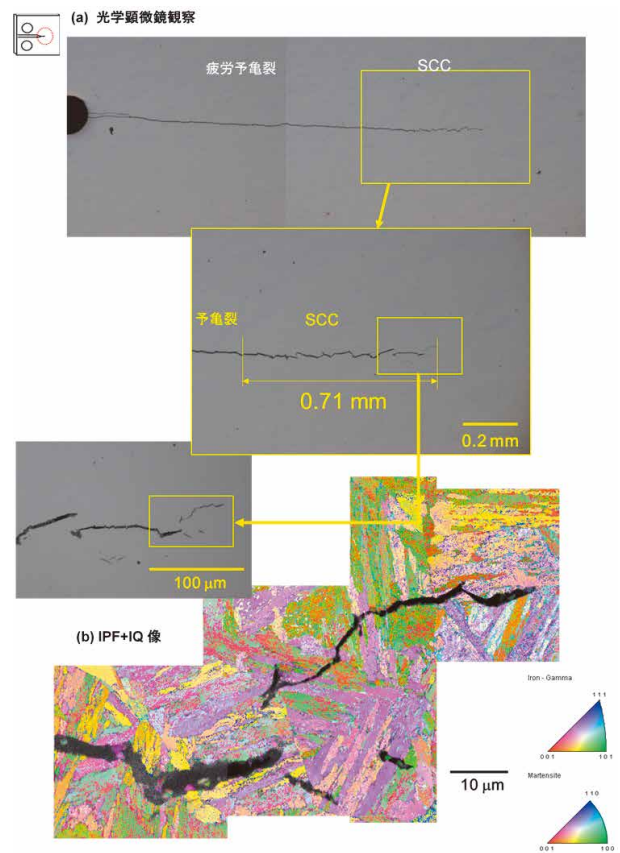 (a) 光学顕微鏡観察
疲労予亀裂
SCC
予亀裂
SCC
0.71 mm
0.2 mm
100 μm
(b) IPF+IQ 像
Iron - Gamma
111
001
101
10 μm
Martensite
110
001
100